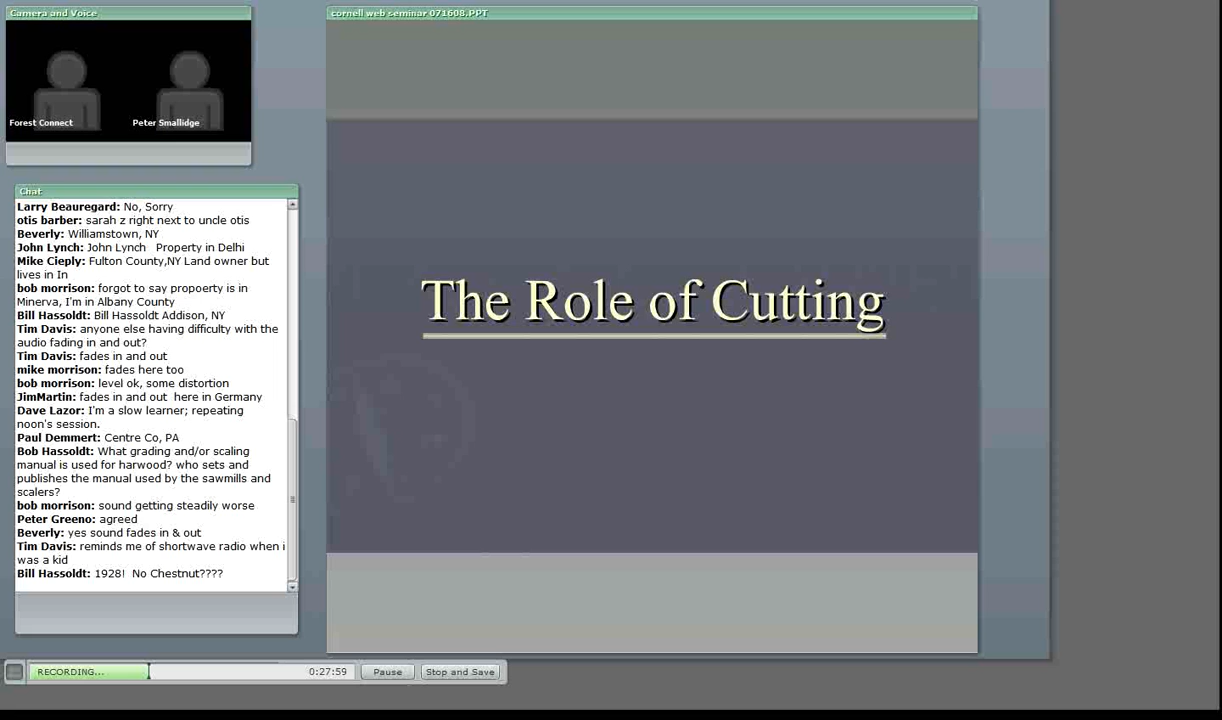 Camera and Voice
Forest Connect
Peter Smallidge
Chat
Larry Beauregard: No, Sorry
otis barber: sarah z right next to uncle otis
Beverly: Williamstown, NY
John Lynch: John Lynch Property in Delhi
Mike Cieply: Fulton County,NY Land owner but
lives in In
bob morrison: forgot to say propoerty is in
Minerva, I'm in Albany County
Bill Hassoldt: Bill Hassoldt Addison, NY
Tim Davis: anyone else having difficulty with the
audio fading in and out?
Tim Davis: fades in and out
mike morrison: fades here too
bob morrison: level ok, some distortion
JimMartin: fades in and out here in Germany
Dave Lazor: I'm a slow learner; repeating
noon's session.
Paul Demmert: Centre Co, PA
Bob Hassoldt: What grading and/or scaling
manual is used for harwood? who sets and
publishes the manual used by the sawmills and
scalers?
bob morrison: sound getting steadily worse
Peter Greeno: agreed
Beverly: yes sound fades in & out
Tim Davis: reminds me of shortwave radio when i
was a kid
Bill Hassoldt: 1928! No Chestnut????
cornell web seminar 071608.PPT
The Role of Cutting
RECORDING...
0:27:59
Pause
Stop and Save